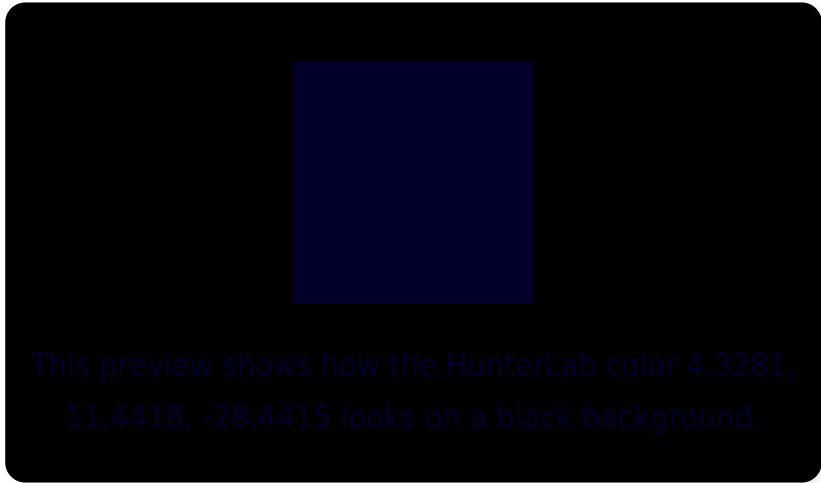 This preview shows how the HunterLab color 4.3281,
11.4418, -28.4415 looks on a black background.